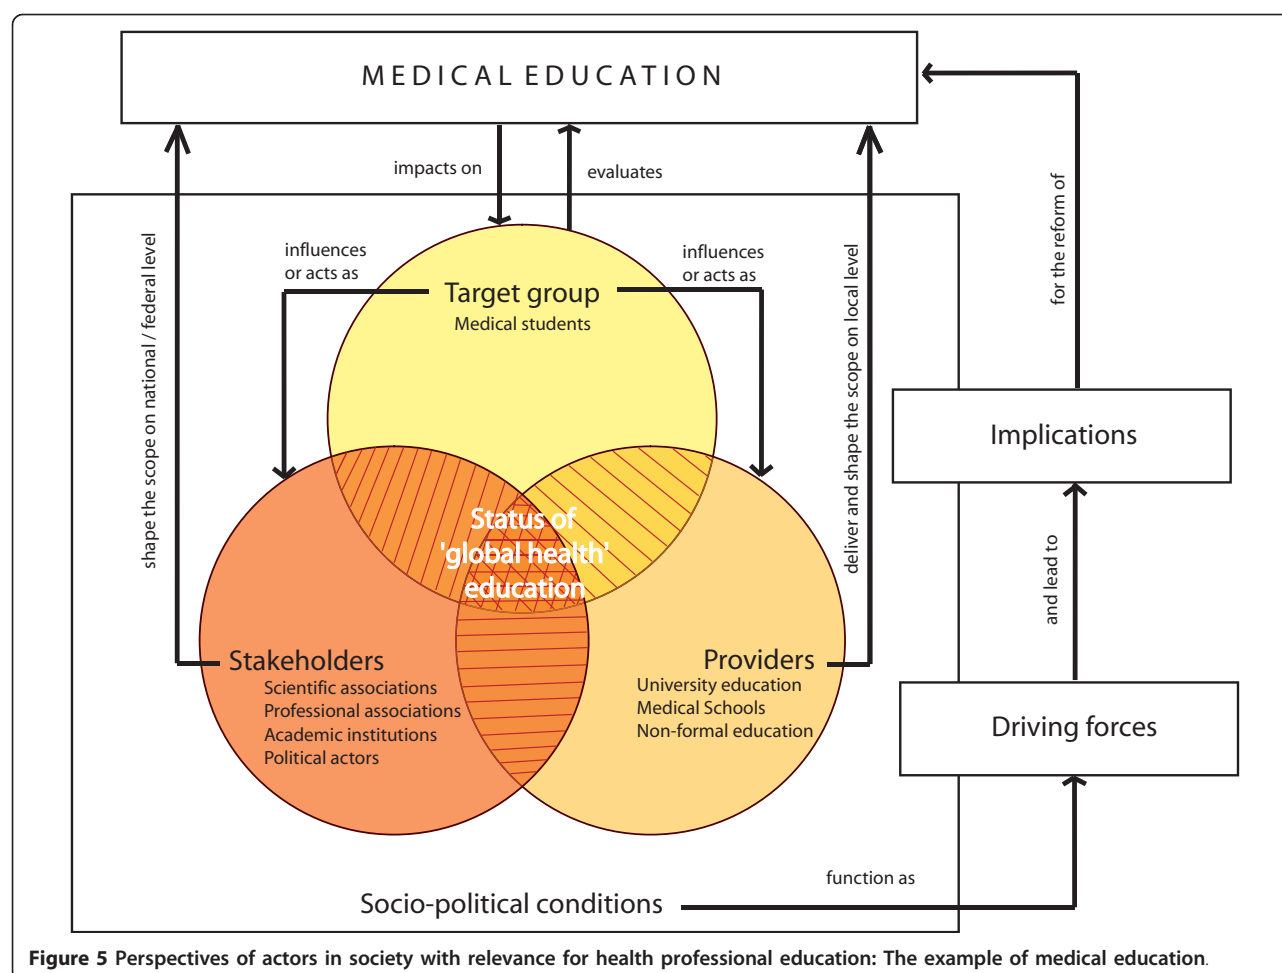 MEDICAL EDUCATION
impacts on
evaluates
for the reform of
shape the scope on national / federal level
deliver and shape the scope on local level
influences
or acts as
influences
or acts as
Target group
Medical students
Implications
Status of
'global health'
education
and lead to
Stakeholders
Scientific associations
Professional associations
Academic institutions
Political actors
Providers
University education
Medical Schools
Non-formal education
Driving forces
function as
Socio-political conditions
Figure 5 Perspectives of actors in society with relevance for health professional education: The example of medical education.